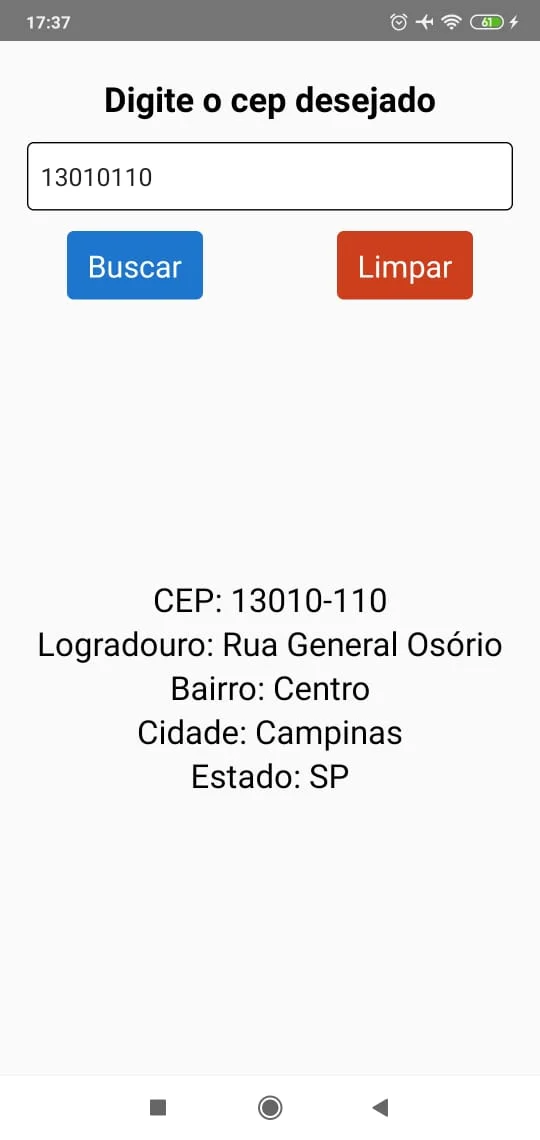 17:37
61
Digite o cep desejado
13010110
Buscar
Limpar
CEP: 13010-110
Logradouro: Rua General Osório
Bairro: Centro
Cidade: Campinas
Estado: SP